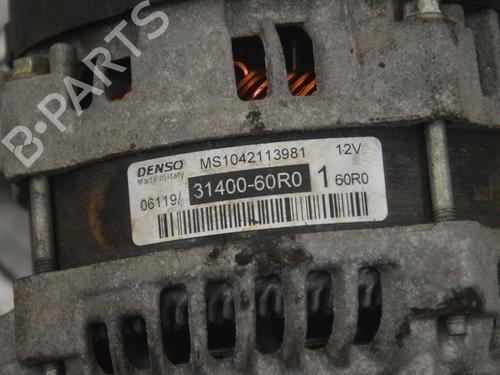 B-PARTS
DENSO MS1042113981 12V
Made in Italy
06119/ 31400-60R0 1 60R0